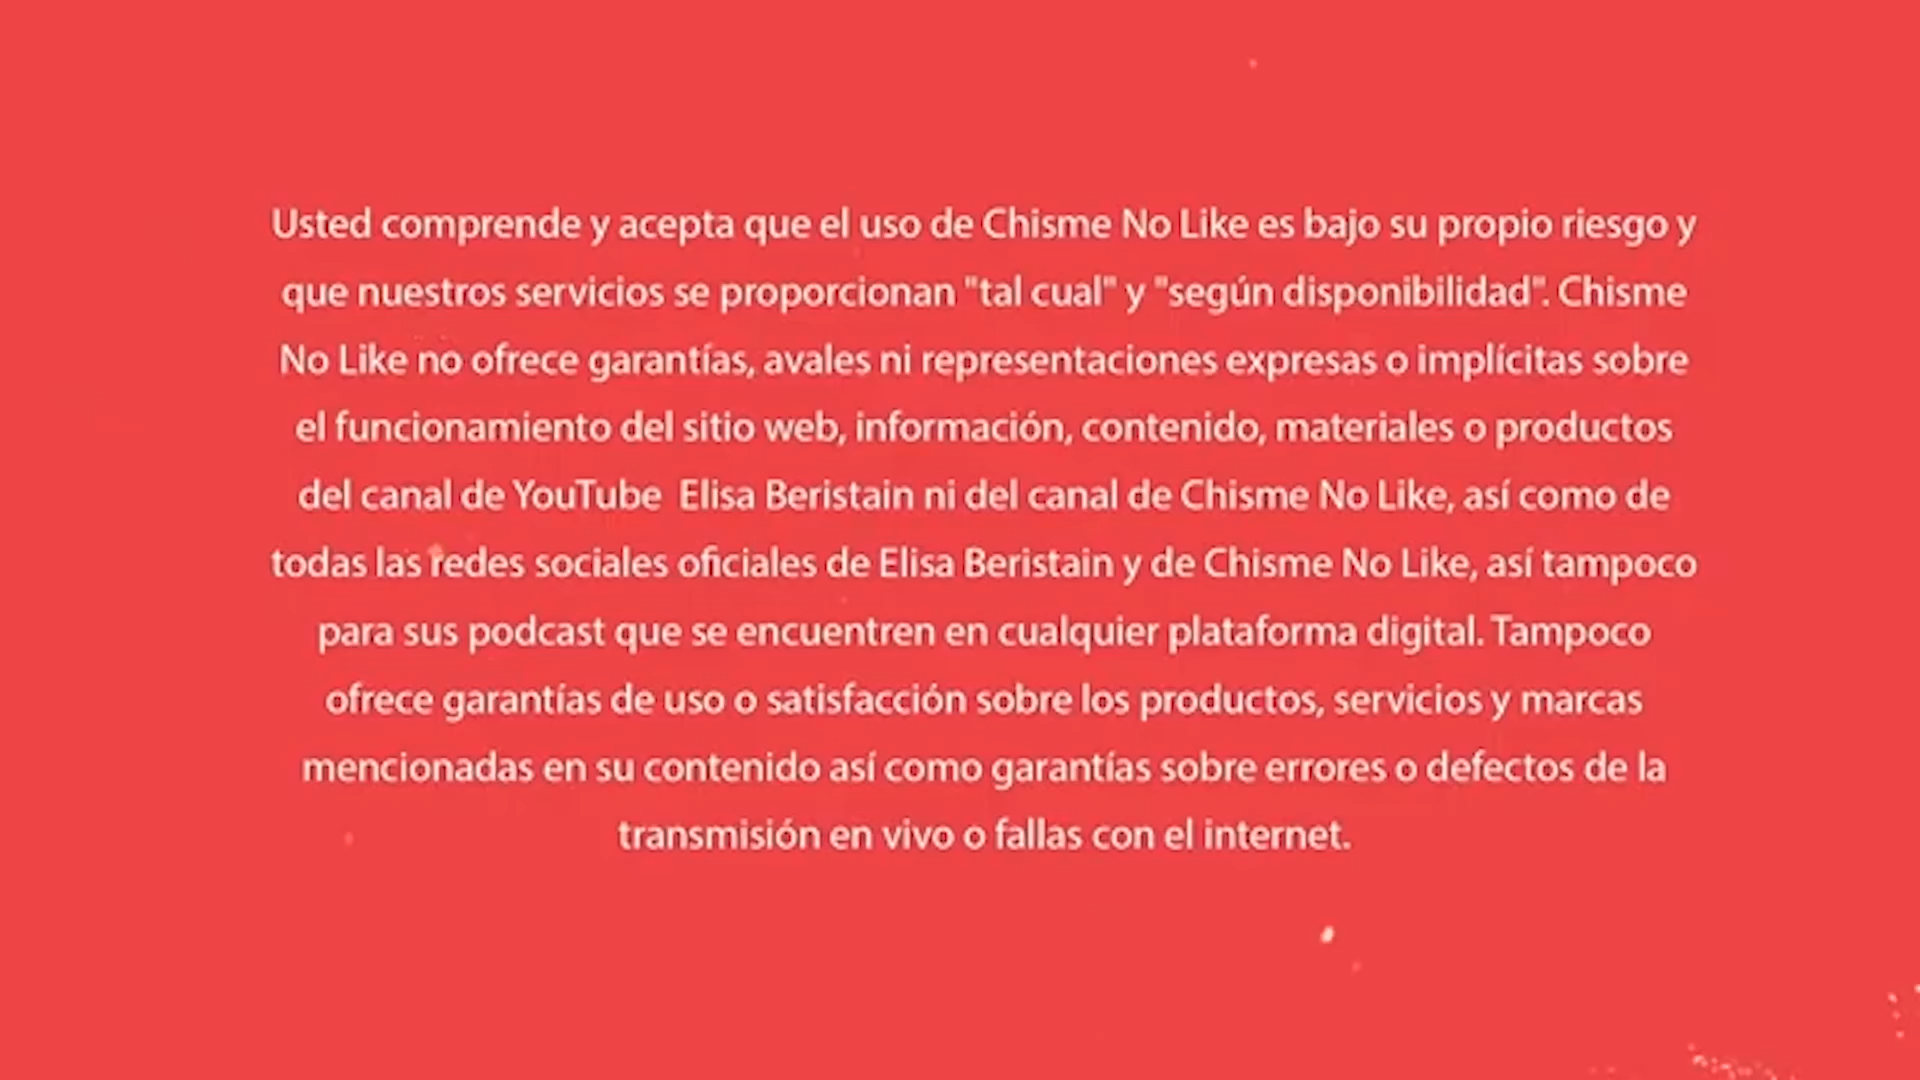 Usted comprende y acepta que el uso de Chisme No Like es bajo su propio riesgo y
que nuestros servicios se proporcionan "tal cual" y "según disponibilidad". Chisme
No Like no ofrece garantías, avales ni representaciones expresas o implícitas sobre
el funcionamiento del sitio web, información, contenido, materiales o productos
del canal de YouTube  Elisa Beristain ni del canal de Chisme No Like, así como de
todas las redes sociales oficiales de Elisa Beristain y de Chisme No Like, así tampoco
para sus podcast que se encuentren en cualquier plataforma digital. Tampoco
ofrece garantías de uso o satisfacción sobre los productos, servicios y marcas
mencionadas en su contenido así como garantías sobre errores o defectos de la
transmisión en vivo o fallas con el internet.